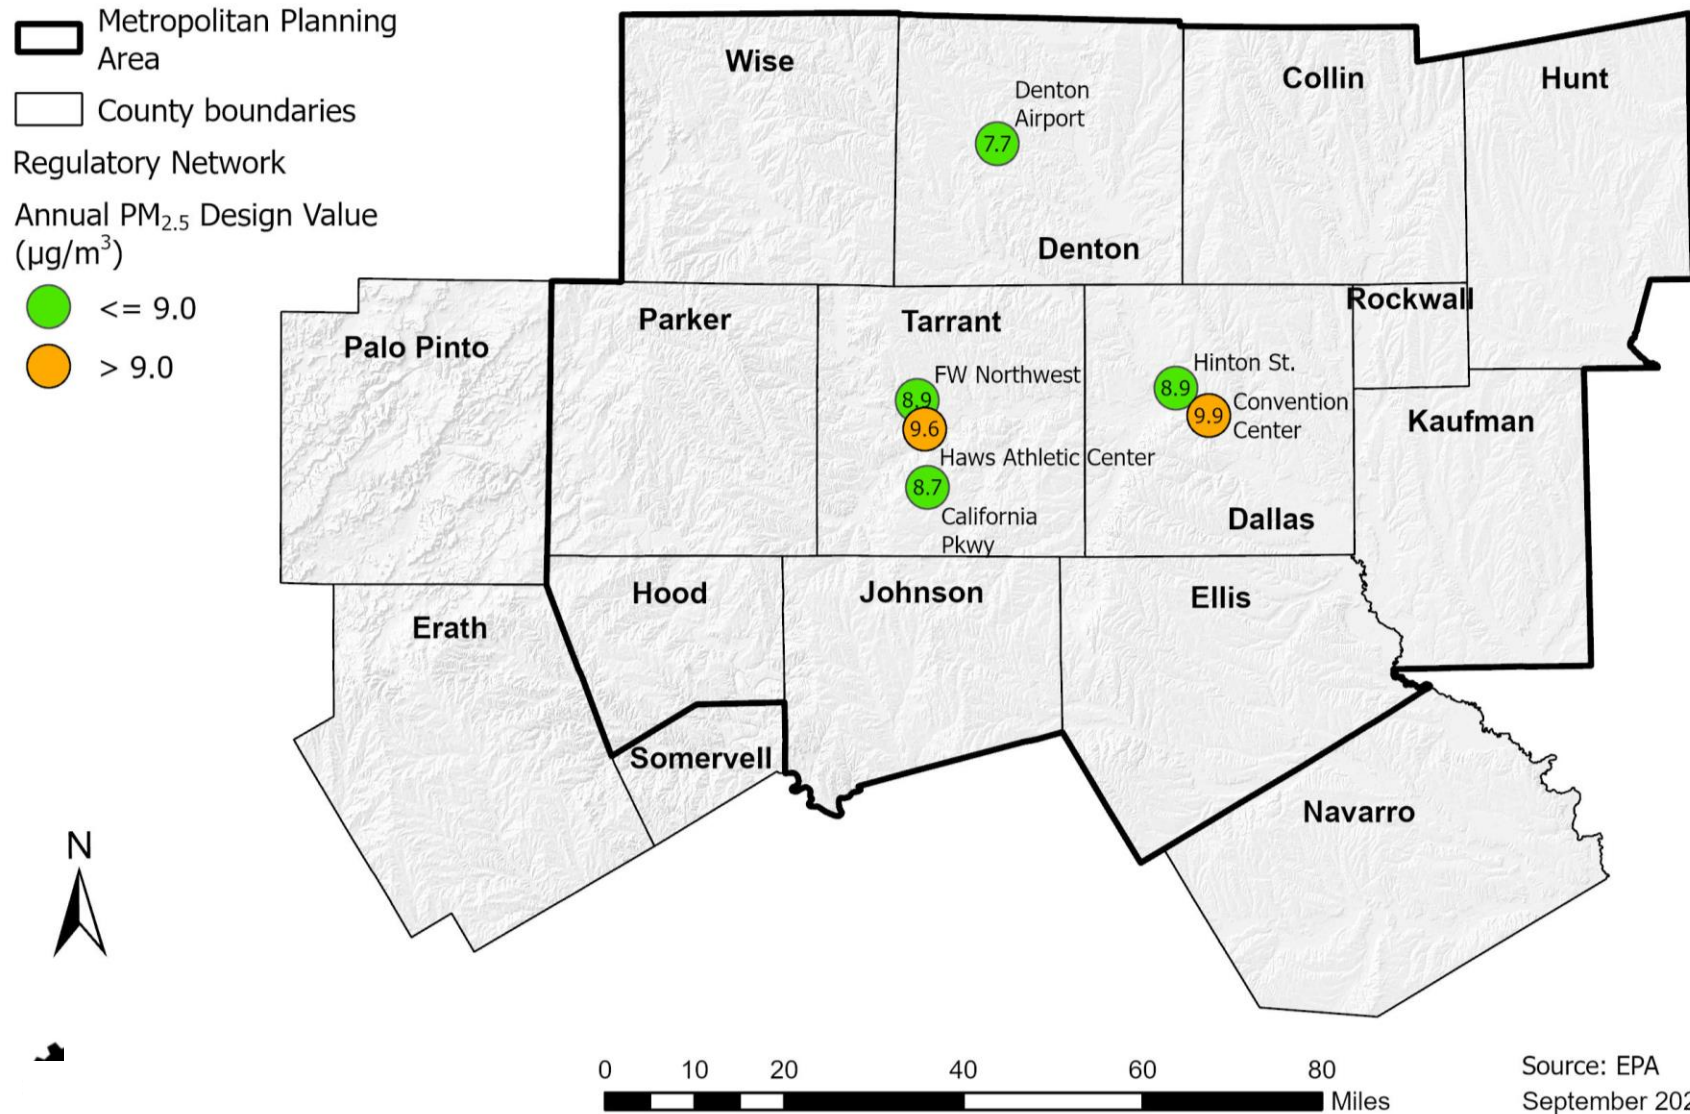 Metropolitan Planning
Area
County boundaries
Regulatory Network
Annual PM2.5 Design Value
(µg/m³)
<= 9.0
> 9.0
Wise
Denton
Airport
7.7
Denton
Collin
Hunt
Palo Pinto
Parker
Tarrant
FW Northwest
8.9
9.6
Haws Athletic Center
8.7
California
Pkwy
Hinton St.
8.9
9.9
Convention
Center
Dallas
Rockwall
Kaufman
Erath
Hood
Somervell
Johnson
Ellis
Navarro
N
0 10 20 40 60 80
Miles
Source: EPA
September